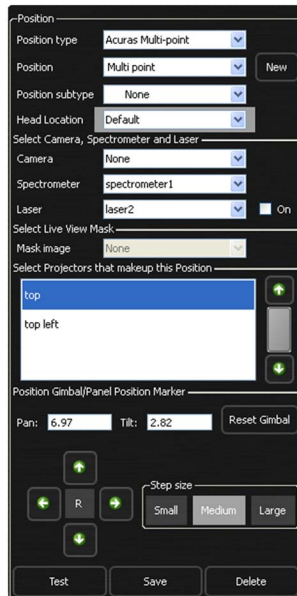 Position
Position type Acuras Multi-point
Position Multi point New
Position subtype None
Head Location Default
Select Camera, Spectrometer and Laser
Camera None
Spectrometer spectrometer1
Laser laser2 On
Select Live View Mask
Mask image None
Select Projectors that makeup this Position
top
top left
Position Gimbal/Panel Position Marker
Pan: 6.97 Tilt: 2.82 Reset Gimbal
Step size
R Small Medium Large
Test Save Delete